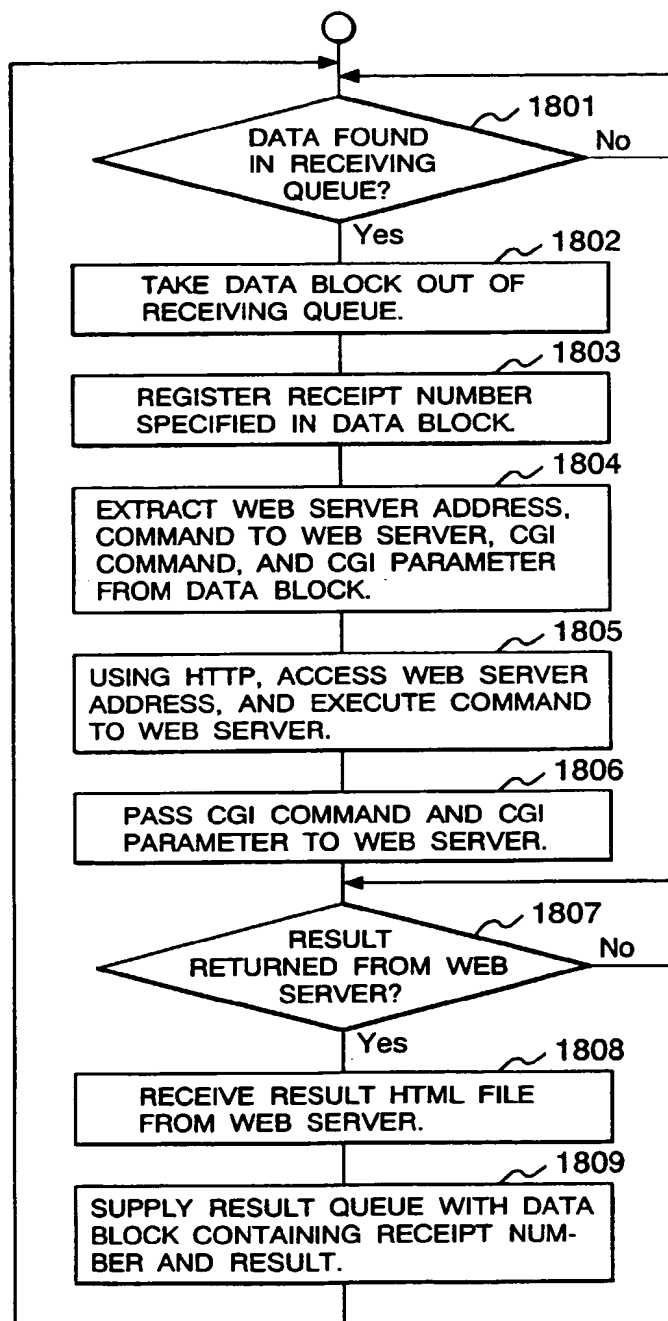 1801
DATA FOUND
IN RECEIVING
QUEUE?
No
Yes
1802
TAKE DATA BLOCK OUT OF
RECEIVING QUEUE.
1803
REGISTER RECEIPT NUMBER
SPECIFIED IN DATA BLOCK.
1804
EXTRACT WEB SERVER ADDRESS,
COMMAND TO WEB SERVER, CGI
COMMAND, AND CGI PARAMETER
FROM DATA BLOCK.
1805
USING HTTP, ACCESS WEB SERVER
ADDRESS, AND EXECUTE COMMAND
TO WEB SERVER.
1806
PASS CGI COMMAND AND CGI
PARAMETER TO WEB SERVER.
1807
RESULT
RETURNED FROM WEB
SERVER?
No
Yes
1808
RECEIVE RESULT HTML FILE
FROM WEB SERVER.
1809
SUPPLY RESULT QUEUE WITH DATA
BLOCK CONTAINING RECEIPT NUM-
BER AND RESULT.